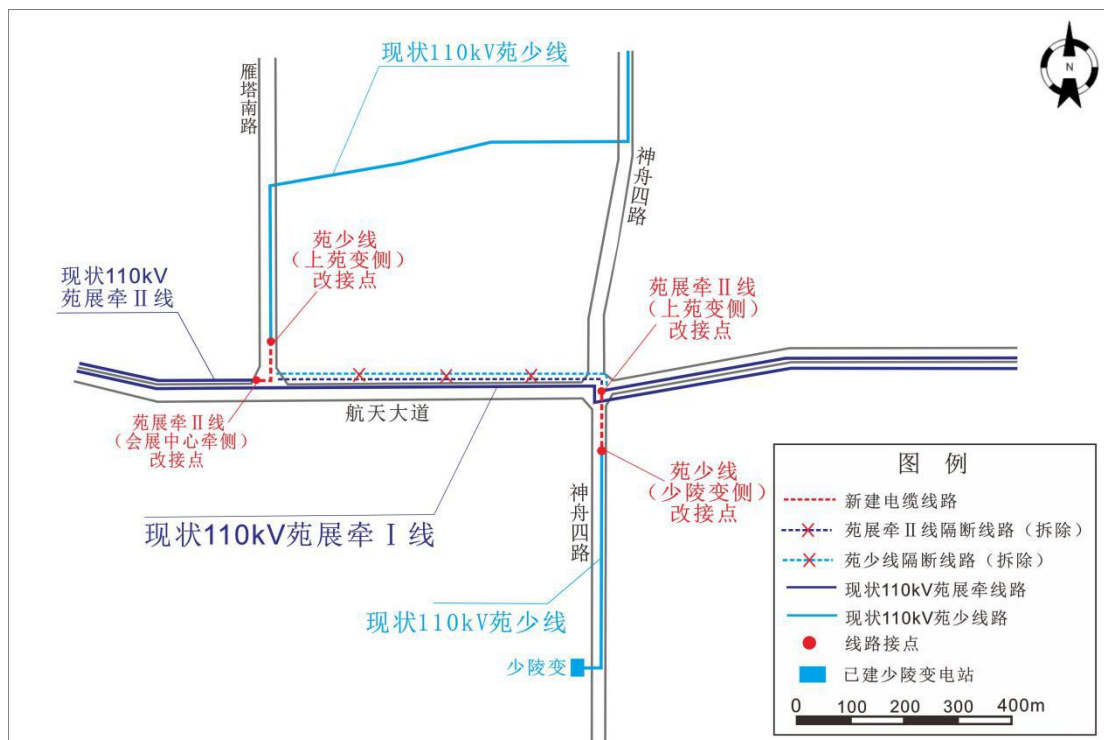 现状110kV苑少线
雁塔南路
N
神舟四路
苑少线
（上苑变侧）
改接点
现状110kV
苑展牵Ⅱ线
苑展牵Ⅱ线
（上苑变侧）
改接点
航天大道
苑展牵Ⅱ线
（会展中心牵侧）
改接点
苑少线
（少陵变侧）
改接点
现状110kV苑展牵Ⅰ线
神舟四路
现状110kV苑少线
少陵变
图 例
新建电缆线路
苑展牵Ⅱ线隔断线路（拆除）
苑少线隔断线路（拆除）
现状110kV苑展牵线路
现状110kV苑少线路
线路接点
已建少陵变电站
0 100 200 300 400m